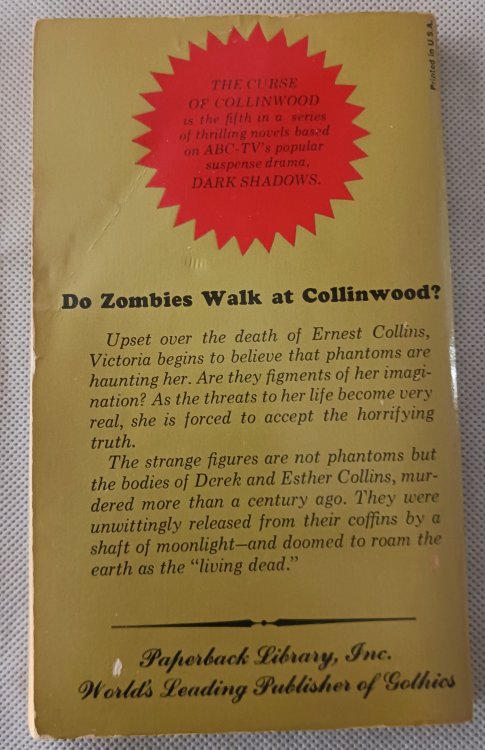 Printed in U.S.A.
THE CURSE
OF COLLINWOOD
is the fifth in a series
of thrilling novels based
on ABC-TV's popular
suspense drama,
DARK SHADOWS.
Do Zombies Walk at Collinwood?
Upset over the death of Ernest Collins,
Victoria begins to believe that phantoms are
haunting her. Are they figments of her imagi-
nation? As the threats to her life become very
real, she is forced to accept the horrifying
truth.
The strange figures are not phantoms but
the bodies of Derek and Esther Collins, mur-
dered more than a century ago. They were
unwittingly released from their coffins by a
shaft of moonlight—and doomed to roam the
earth as the "living dead."
Paperback Library, Inc.
World's Leading Publisher of Gothics